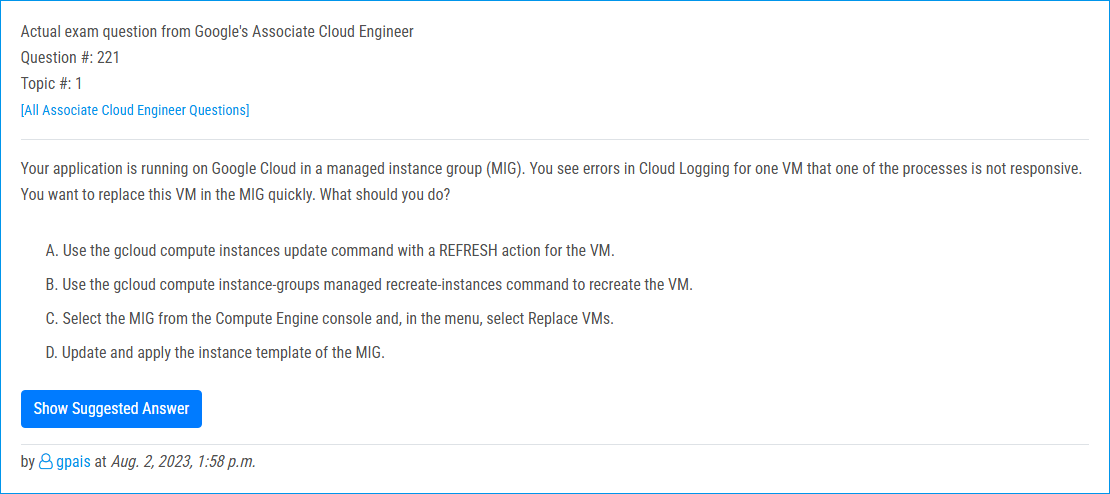 Actual exam question from Google's Associate Cloud Engineer
Question #: 221
Topic #: 1
[All Associate Cloud Engineer Questions]
Your application is running on Google Cloud in a managed instance group (MIG). You see errors in Cloud Logging for one VM that one of the processes is not responsive.
You want to replace this VM in the MIG quickly. What should you do?
A. Use the gcloud compute instances update command with a REFRESH action for the VM.
B. Use the gcloud compute instance-groups managed recreate-instances command to recreate the VM.
C. Select the MIG from the Compute Engine console and, in the menu, select Replace VMs.
D. Update and apply the instance template of the MIG.
Show Suggested Answer
by gpais at Aug. 2, 2023, 1:58 p.m.